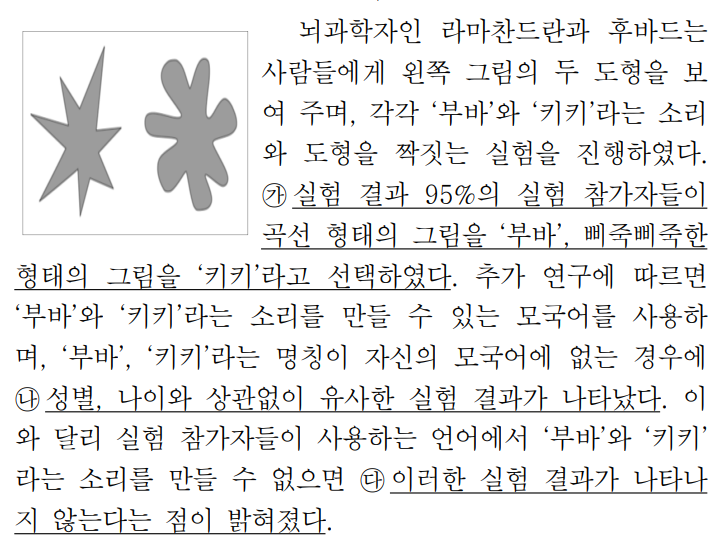 뇌과학자인 라마찬드란과 후바드는
사람들에게 왼쪽 그림의 두 도형을 보
여 주며, 각각 ‘부바’와 ‘키키’라는 소리
와 도형을 짝짓는 실험을 진행하였다.
㉮ 실험 결과 95%의 실험 참가자들이
곡선 형태의 그림을 ‘부바’, 삐죽삐죽한
형태의 그림을 ‘키키’라고 선택하였다. 추가 연구에 따르면
‘부바’와 ‘키키’라는 소리를 만들 수 있는 모국어를 사용하
며, ‘부바’, ‘키키’라는 명칭이 자신의 모국어에 없는 경우에
㉯ 성별, 나이와 상관없이 유사한 실험 결과가 나타났다. 이
와 달리 실험 참가자들이 사용하는 언어에서 ‘부바’와 ‘키키’
라는 소리를 만들 수 없으면 ㉰ 이러한 실험 결과가 나타나
지 않는다는 점이 밝혀졌다.